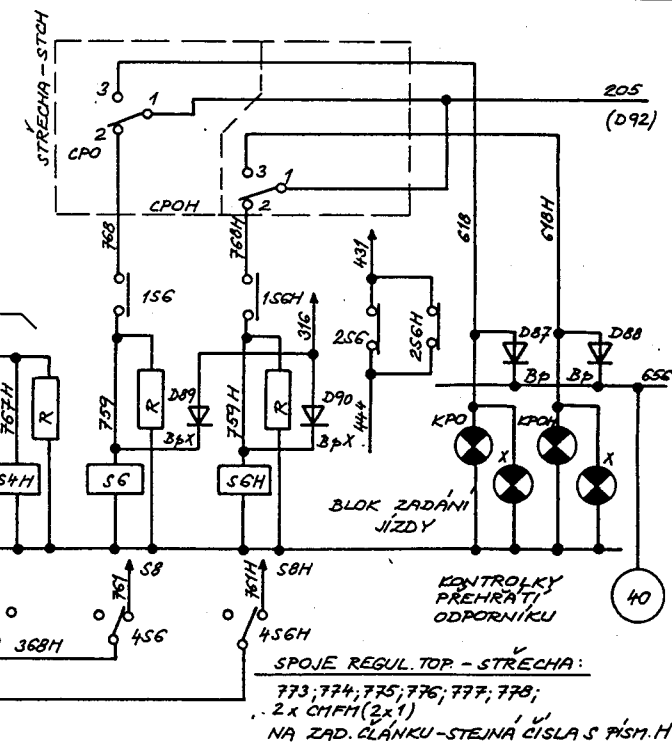 STŘECHA-STCH
3
1
2
CPO
205
(D92)
3
1
2
CPOH
768
768H
618
618H
431
1S6
1S6H
316
2S6
2S6H
D87
D88
Bp
Bp
656
767H
R
759
R
D89
759H
R
D90
BpX
BpX
444
KPO
KPOH
X
X
S4H
S6
S6H
BLOK ZADÁNÍ
JÍZDY
761
S8
761H
S8H
KONTROLKY
PŘEHŘÁTÍ
ODPORNÍKU
40
368H
4S6
4S6H
SPOJE REGUL. TOP. - STŘECHA:
773; 774; 775; 776; 777; 778;
2 x CMFM (2x1)
NA ZAD. ČLÁNKU - STEJNÁ ČÍSLA S PÍSM. H